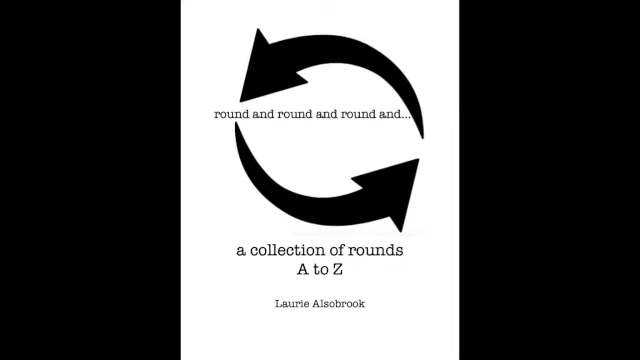 round and round and round and...
a collection of rounds
A to Z
Laurie Alsobrook